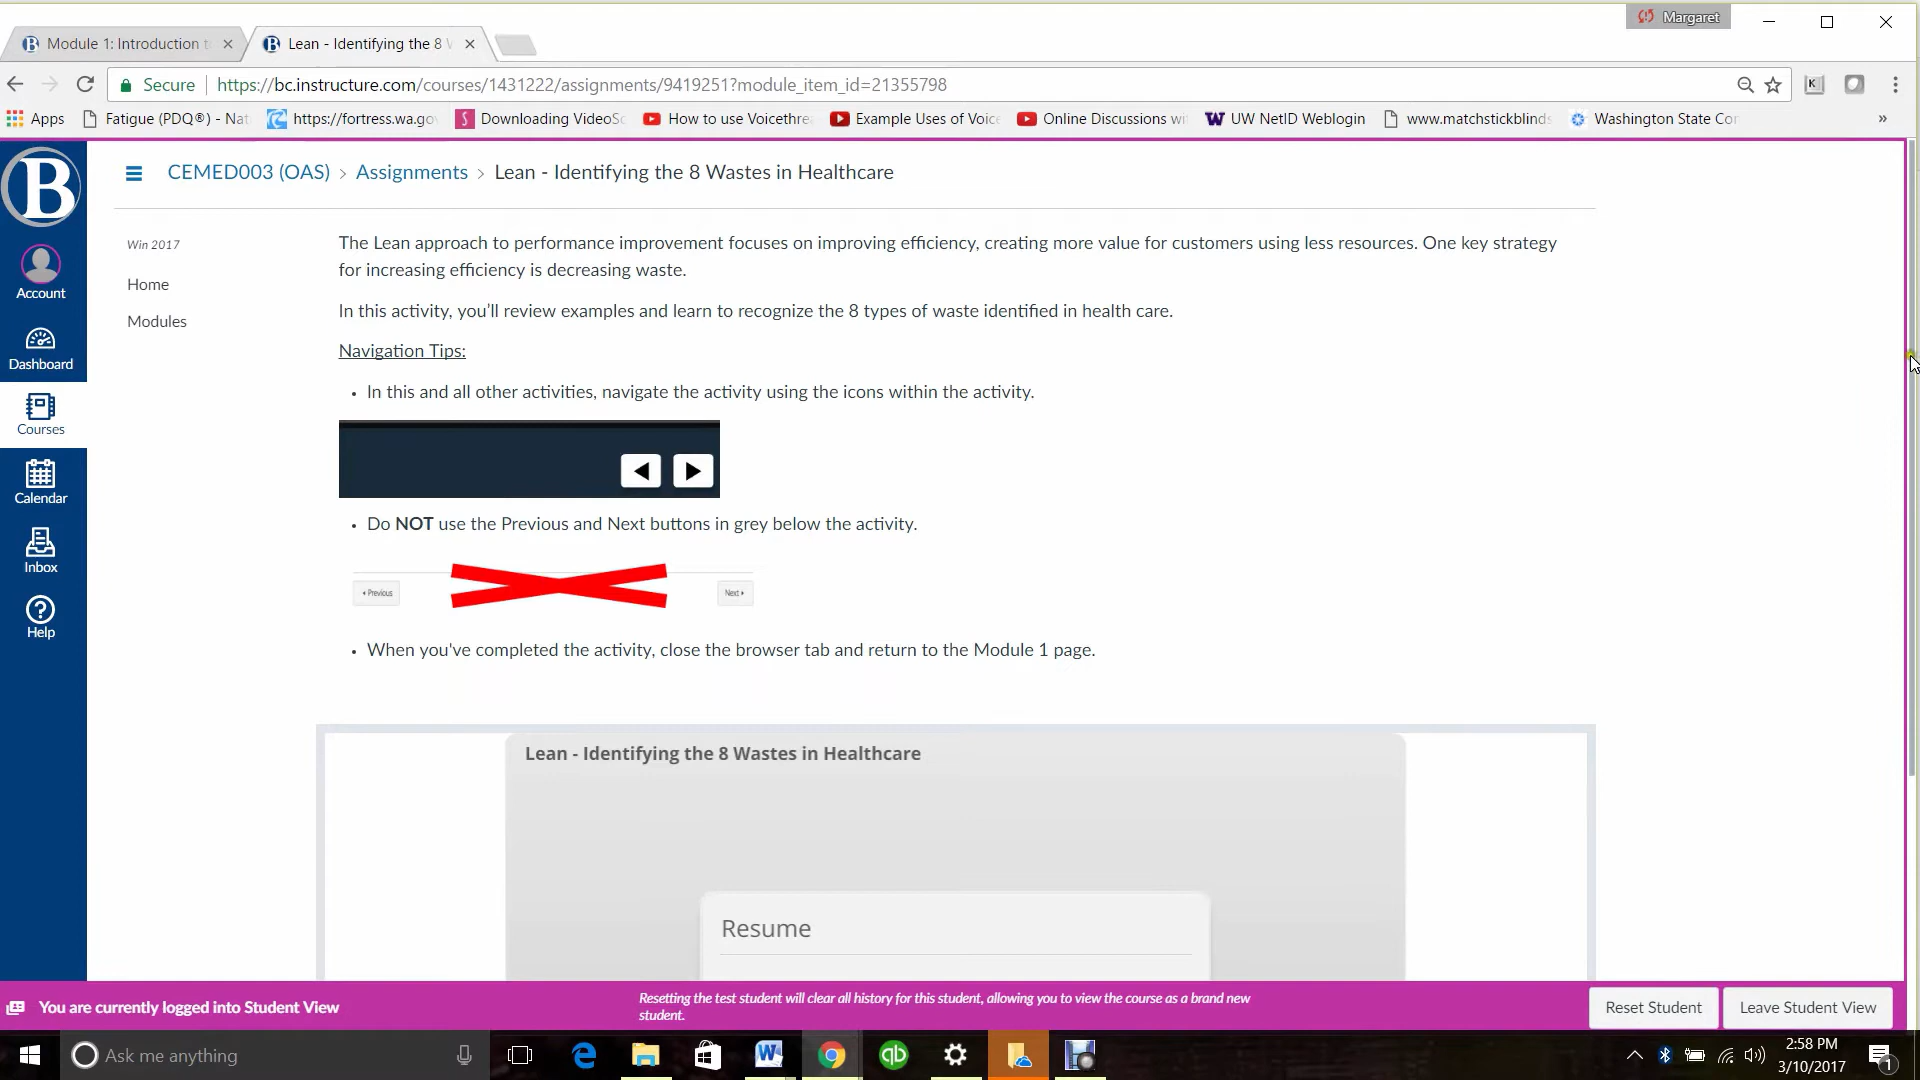 Margaret
Module 1: Introduction t
Lean - Identifying the 8 W
Secure
https://bc.instructure.com/courses/1431222/assignments/9419251?module_item_id=21355798
K
Apps
Fatigue (PDQ®) - Nat
https://fortress.wa.go
Downloading VideoSc
How to use Voicethre
Example Uses of Voic
Online Discussions wi
UW NetID Weblogin
www.matchstickblinds
Washington State Cor
»
B
CEMED003 (OAS) > Assignments > Lean - Identifying the 8 Wastes in Healthcare
Win 2017
Home
Modules
Account
Dashboard
Courses
Calendar
Inbox
Help
The Lean approach to performance improvement focuses on improving efficiency, creating more value for customers using less resources. One key strategy
for increasing efficiency is decreasing waste.
In this activity, you'll review examples and learn to recognize the 8 types of waste identified in health care.
Navigation Tips:
• In this and all other activities, navigate the activity using the icons within the activity.
• Do NOT use the Previous and Next buttons in grey below the activity.
Previous
Next
• When you've completed the activity, close the browser tab and return to the Module 1 page.
Lean - Identifying the 8 Wastes in Healthcare
Resume
You are currently logged into Student View
Resetting the test student will clear all history for this student, allowing you to view the course as a brand new
student.
Reset Student
Leave Student View
Ask me anything
2:58 PM
3/10/2017
1